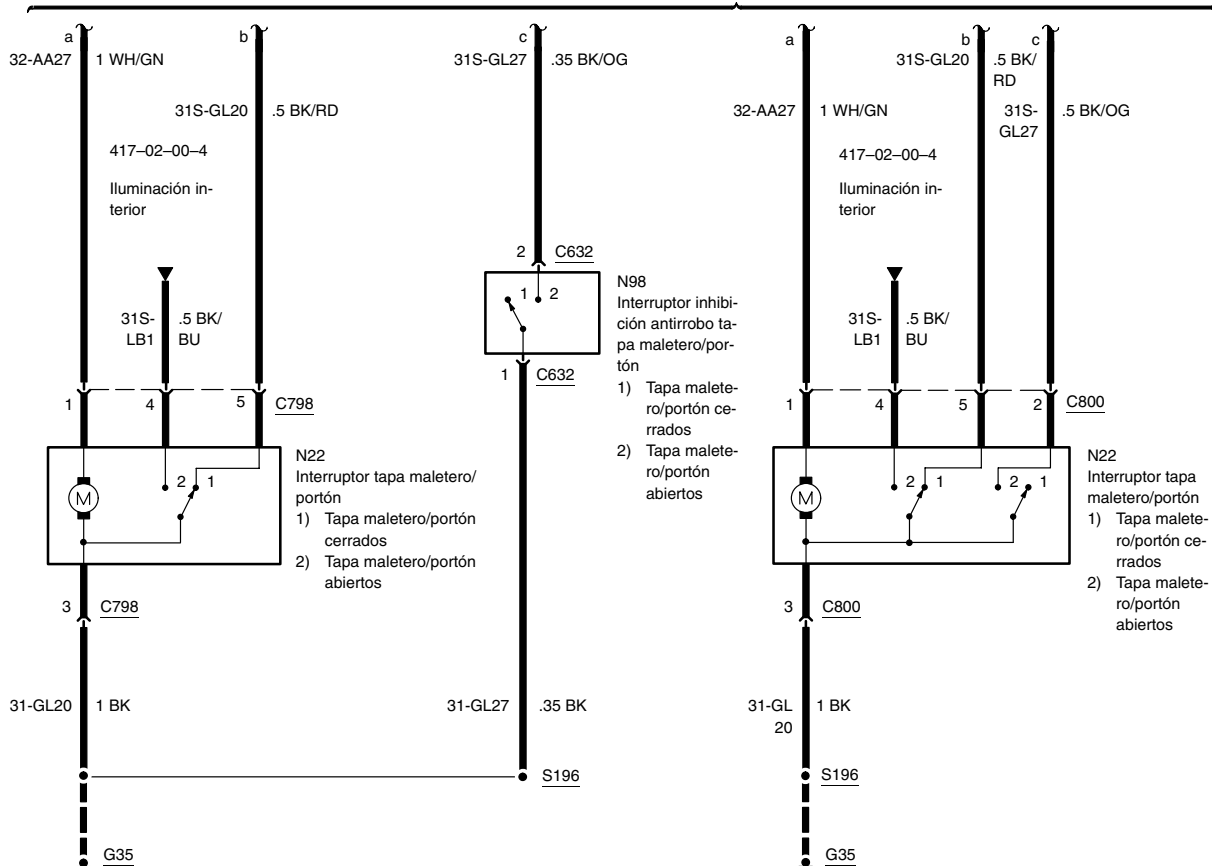 a
32-AA27
1 WH/GN
b
31S-GL20
.5 BK/RD
417–02–00–4
Iluminación in-
terior
31S-
LB1
.5 BK/
BU
1
4
5
C798
M
2
1
N22
Interruptor tapa maletero/
portón
1) Tapa maletero/portón
cerrados
2) Tapa maletero/portón
abiertos
3
C798
31-GL20
1 BK
G35
c
31S-GL27
.35 BK/OG
2
C632
1
2
N98
Interruptor inhibi-
ción antirrobo ta-
pa maletero/por-
tón
1) Tapa malete-
ro/portón ce-
rrados
2) Tapa malete-
ro/portón
abiertos
1
C632
31-GL27
.35 BK
S196
a
32-AA27
1 WH/GN
b
31S-GL20
.5 BK/
RD
c
31S-
GL27
.5 BK/OG
417–02–00–4
Iluminación in-
terior
31S-
LB1
.5 BK/
BU
1
4
5
2
C800
M
2
1
2
1
N22
Interruptor tapa
maletero/portón
1) Tapa malete-
ro/portón ce-
rrados
2) Tapa malete-
ro/portón
abiertos
3
C800
31-GL
20
1 BK
S196
G35